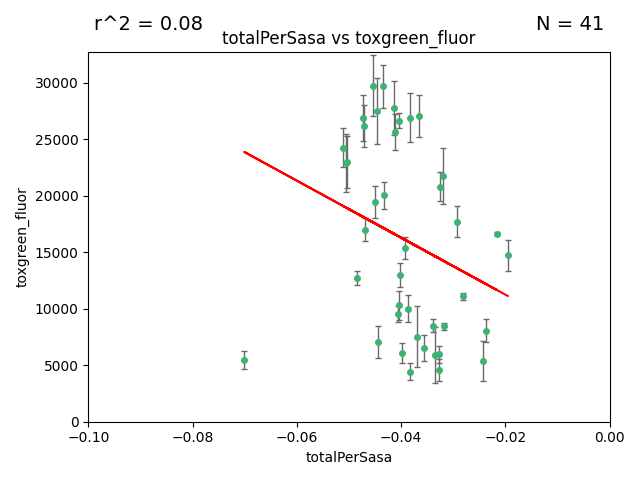 r^2 = 0.08
N = 41
totalPerSasa vs toxgreen_fluor
toxgreen_fluor
30000
25000
20000
15000
10000
5000
0
−0.10
−0.08
−0.06
−0.04
−0.02
0.00
totalPerSasa